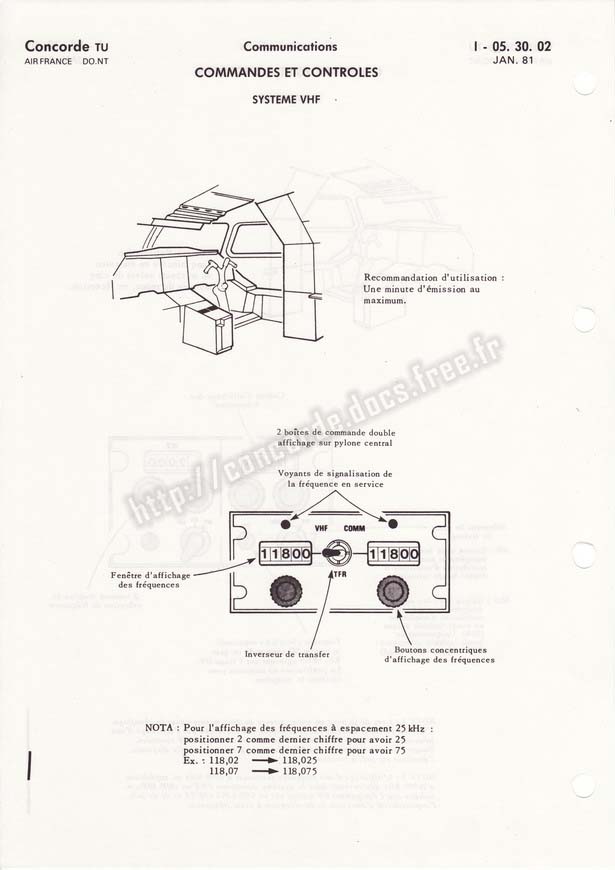 Concorde TU
AIR FRANCE DO.NT
Communications
COMMANDES ET CONTROLES
SYSTEME VHF
I - 05. 30. 02
JAN. 81
Recommandation d'utilisation :
Une minute d'émission au
maximum.
http://concorde.docs.free.fr
2 boîtes de commande double
affichage sur pylone central
Voyants de signalisation de
la fréquence en service
VHF COMM
11800
11800
TFR
Fenêtre d'affichage
des fréquences
Inverseur de transfer
Boutons concentriques
d'affichage des fréquences
NOTA : Pour l'affichage des fréquences à espacement 25 kHz :
positionner 2 comme dernier chiffre pour avoir 25
positionner 7 comme dernier chiffre pour avoir 75
Ex. : 118,02 → 118,025
118,07 → 118,075